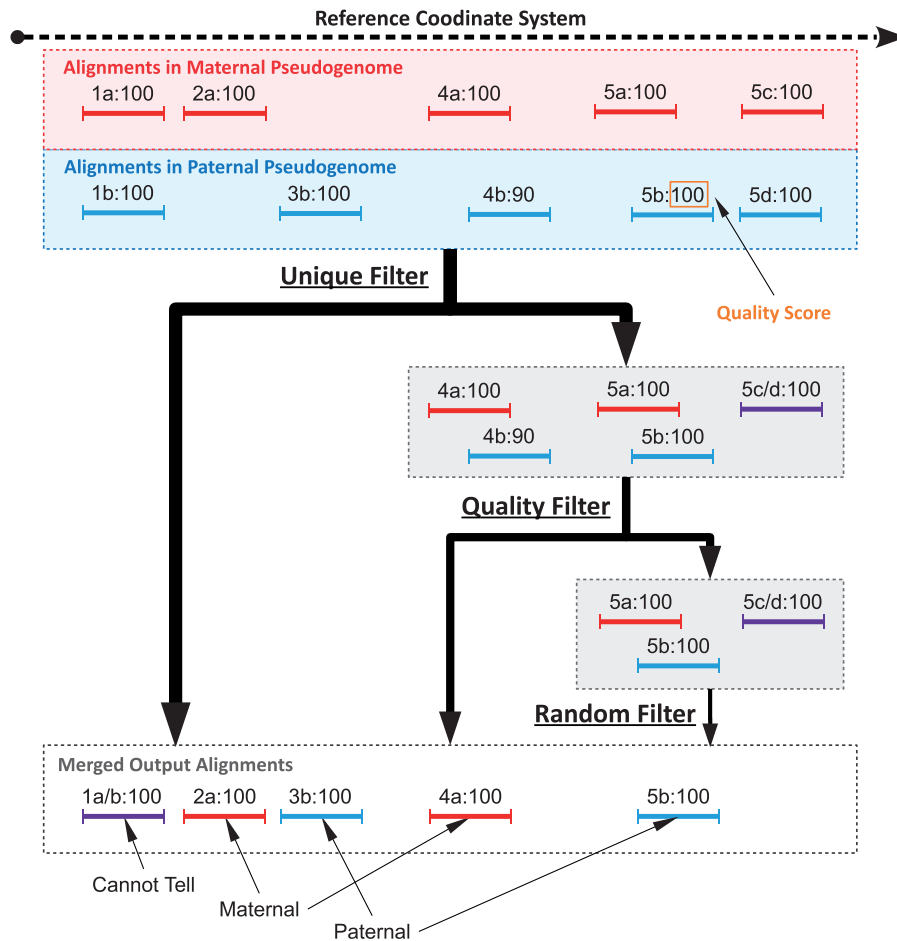 Reference Coodinate System
Alignments in Maternal Pseudogenome
1a:100 2a:100 4a:100 5a:100 5c:100
Alignments in Paternal Pseudogenome
1b:100 3b:100 4b:90 5b:100 5d:100
Unique Filter
Quality Score
4a:100 5a:100 5c/d:100
4b:90 5b:100
Quality Filter
5a:100 5c/d:100
5b:100
Random Filter
Merged Output Alignments
1a/b:100 2a:100 3b:100 4a:100 5b:100
Cannot Tell
Maternal
Paternal